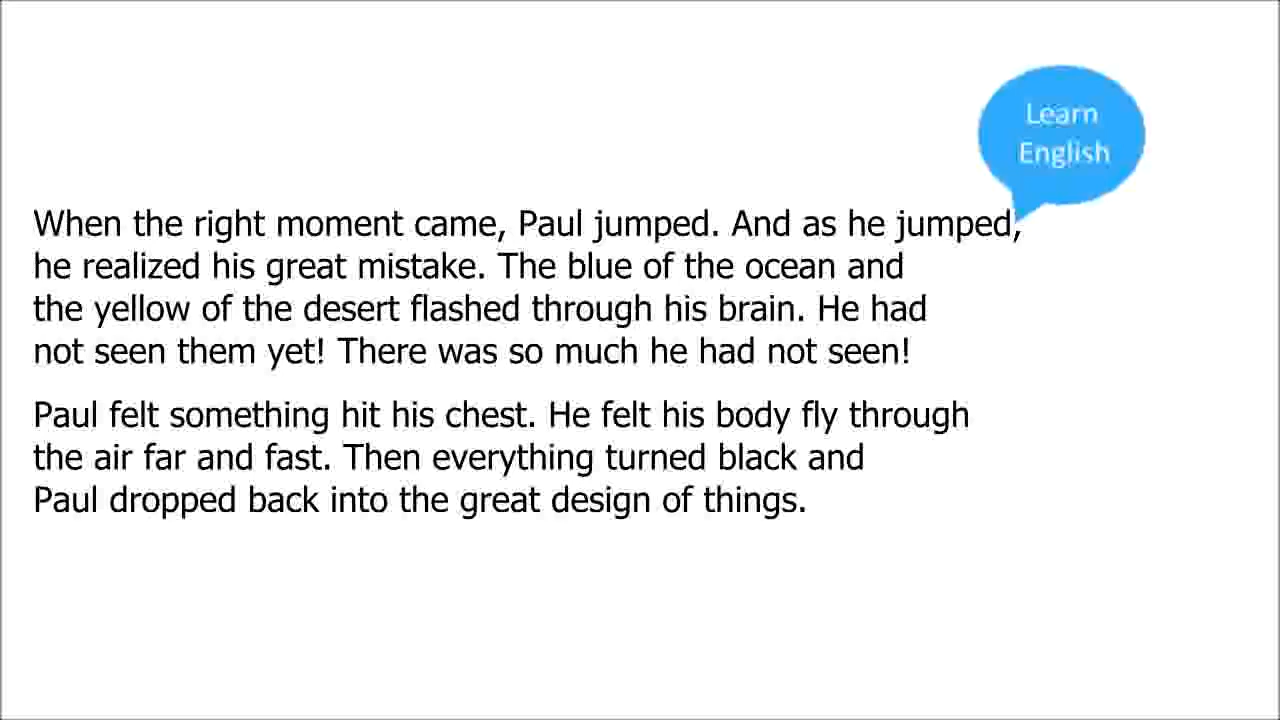 Learn
English
When the right moment came, Paul jumped. And as he jumped,
he realized his great mistake. The blue of the ocean and
the yellow of the desert flashed through his brain. He had
not seen them yet! There was so much he had not seen!
Paul felt something hit his chest. He felt his body fly through
the air far and fast. Then everything turned black and
Paul dropped back into the great design of things.